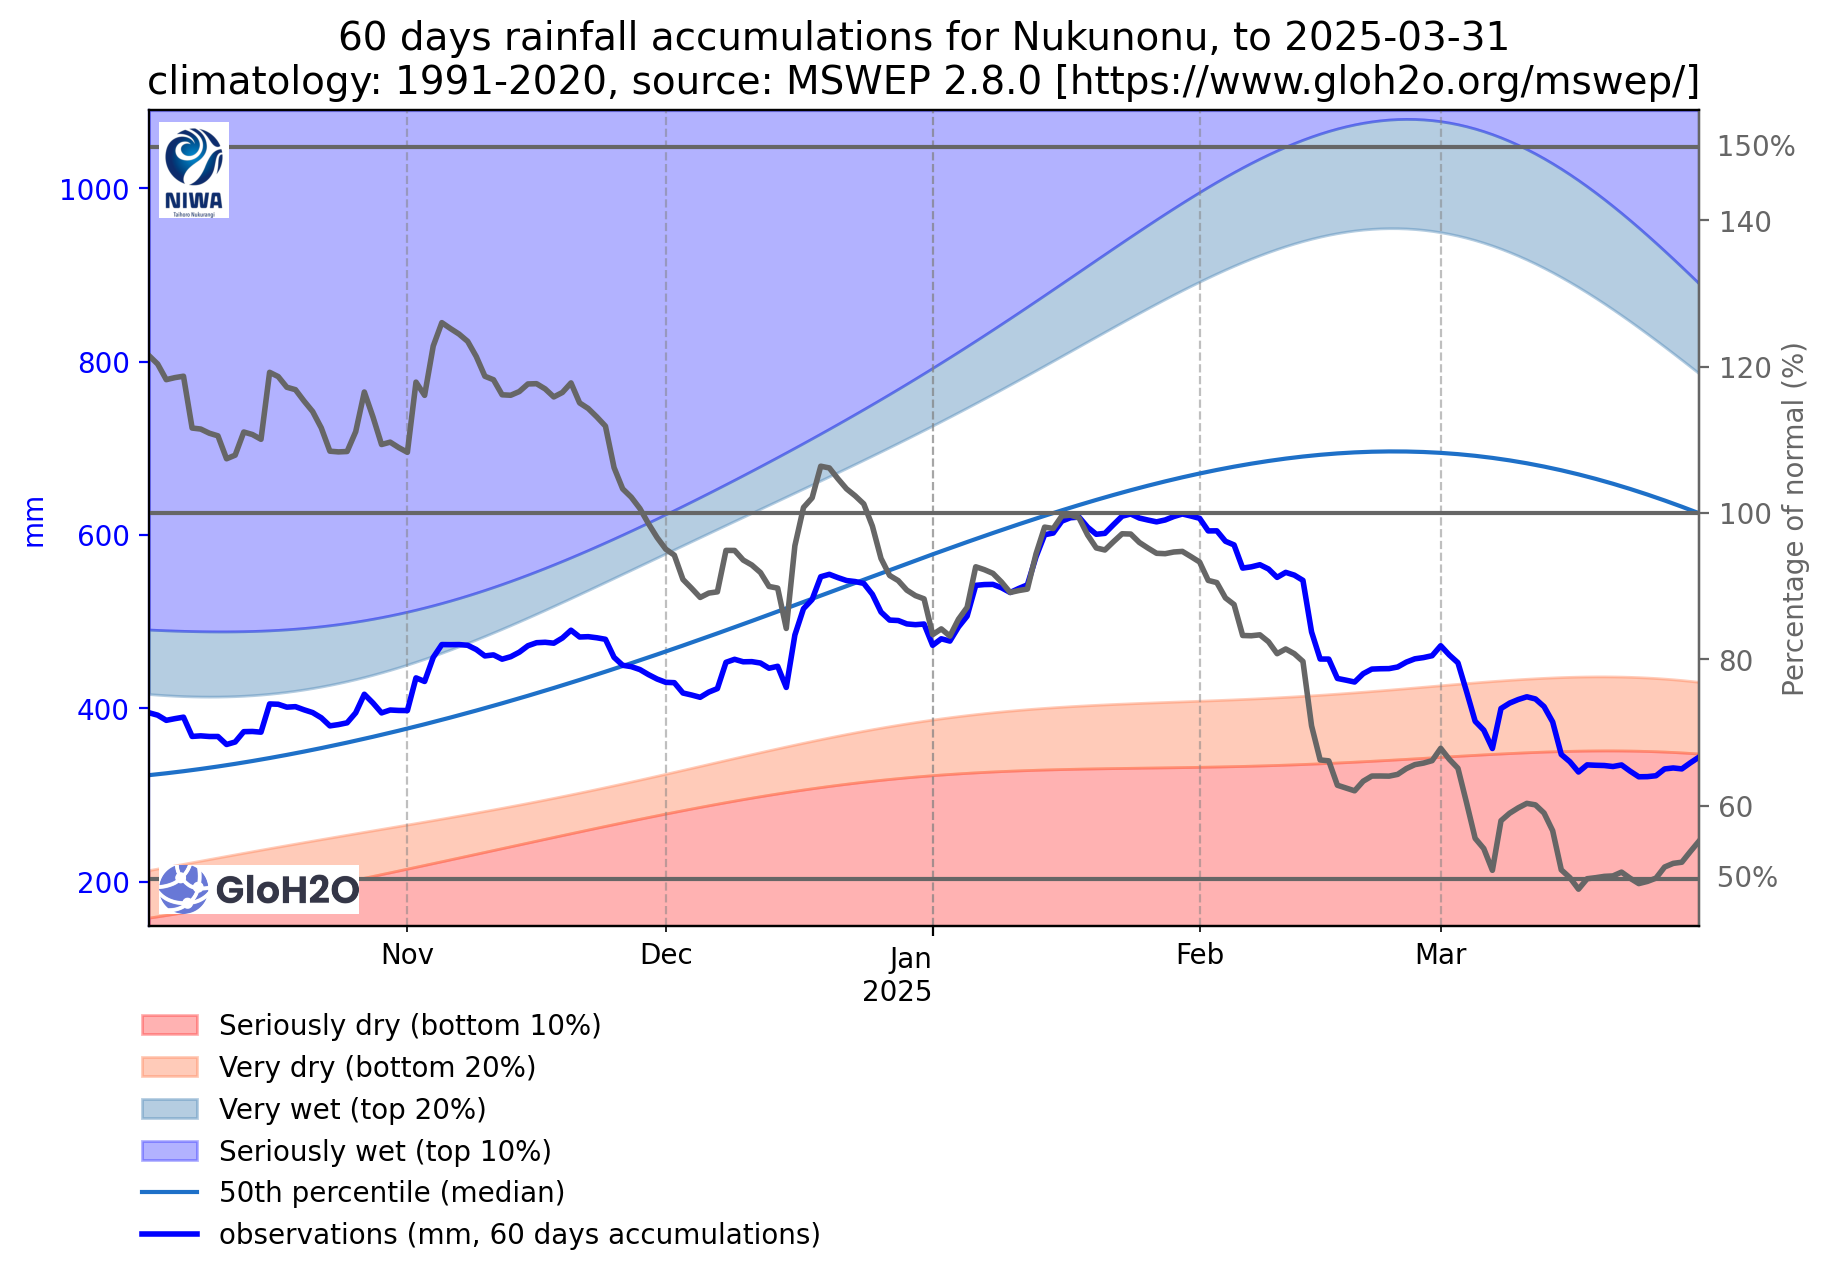 60 days rainfall accumulations for Nukunonu, to 2025-03-31
climatology: 1991-2020, source: MSWEP 2.8.0 [https://www.gloh2o.org/mswep/]
NIWA
Taihoro Nukurangi
mm
1000
800
600
400
200
150%
140
120
100
80
60
50%
Percentage of normal (%)
GloH2O
Nov
Dec
Jan
2025
Feb
Mar
Seriously dry (bottom 10%)
Very dry (bottom 20%)
Very wet (top 20%)
Seriously wet (top 10%)
50th percentile (median)
observations (mm, 60 days accumulations)